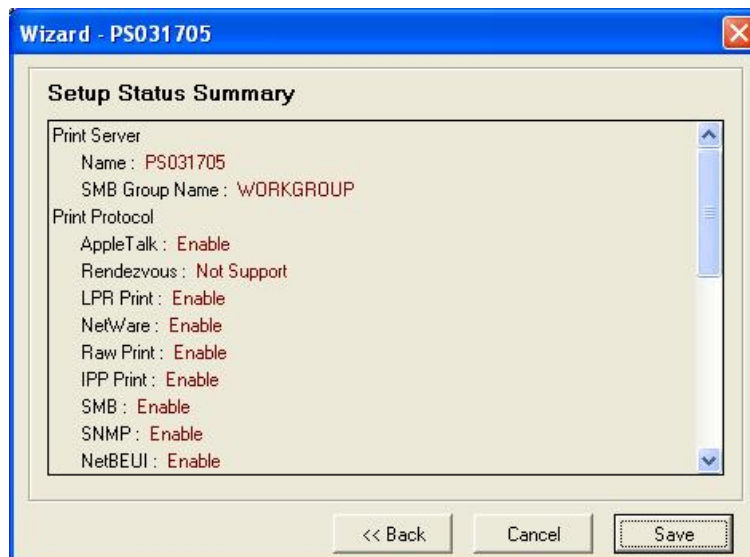 Wizard - PS031705
Setup Status Summary
Print Server
Name : PS031705
SMB Group Name : WORKGROUP
Print Protocol
AppleTalk : Enable
Rendezvous : Not Support
LPR Print : Enable
NetWare : Enable
Raw Print : Enable
IPP Print : Enable
SMB : Enable
SNMP : Enable
NetBEUI : Enable
<< Back
Cancel
Save